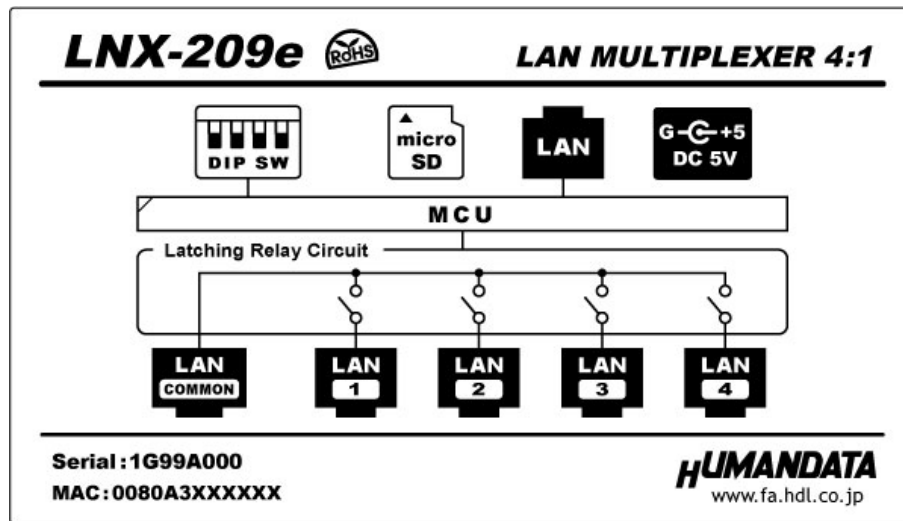 LNX-209e RoHS LAN MULTIPLEXER 4:1
DIP SW
micro
SD
LAN
G +5
DC 5V
MCU
Latching Relay Circuit
LAN
COMMON
LAN
1
LAN
2
LAN
3
LAN
4
Serial:1G99A000
MAC:0080A3XXXXXX
HUMANDATA
www.fa.hdl.co.jp